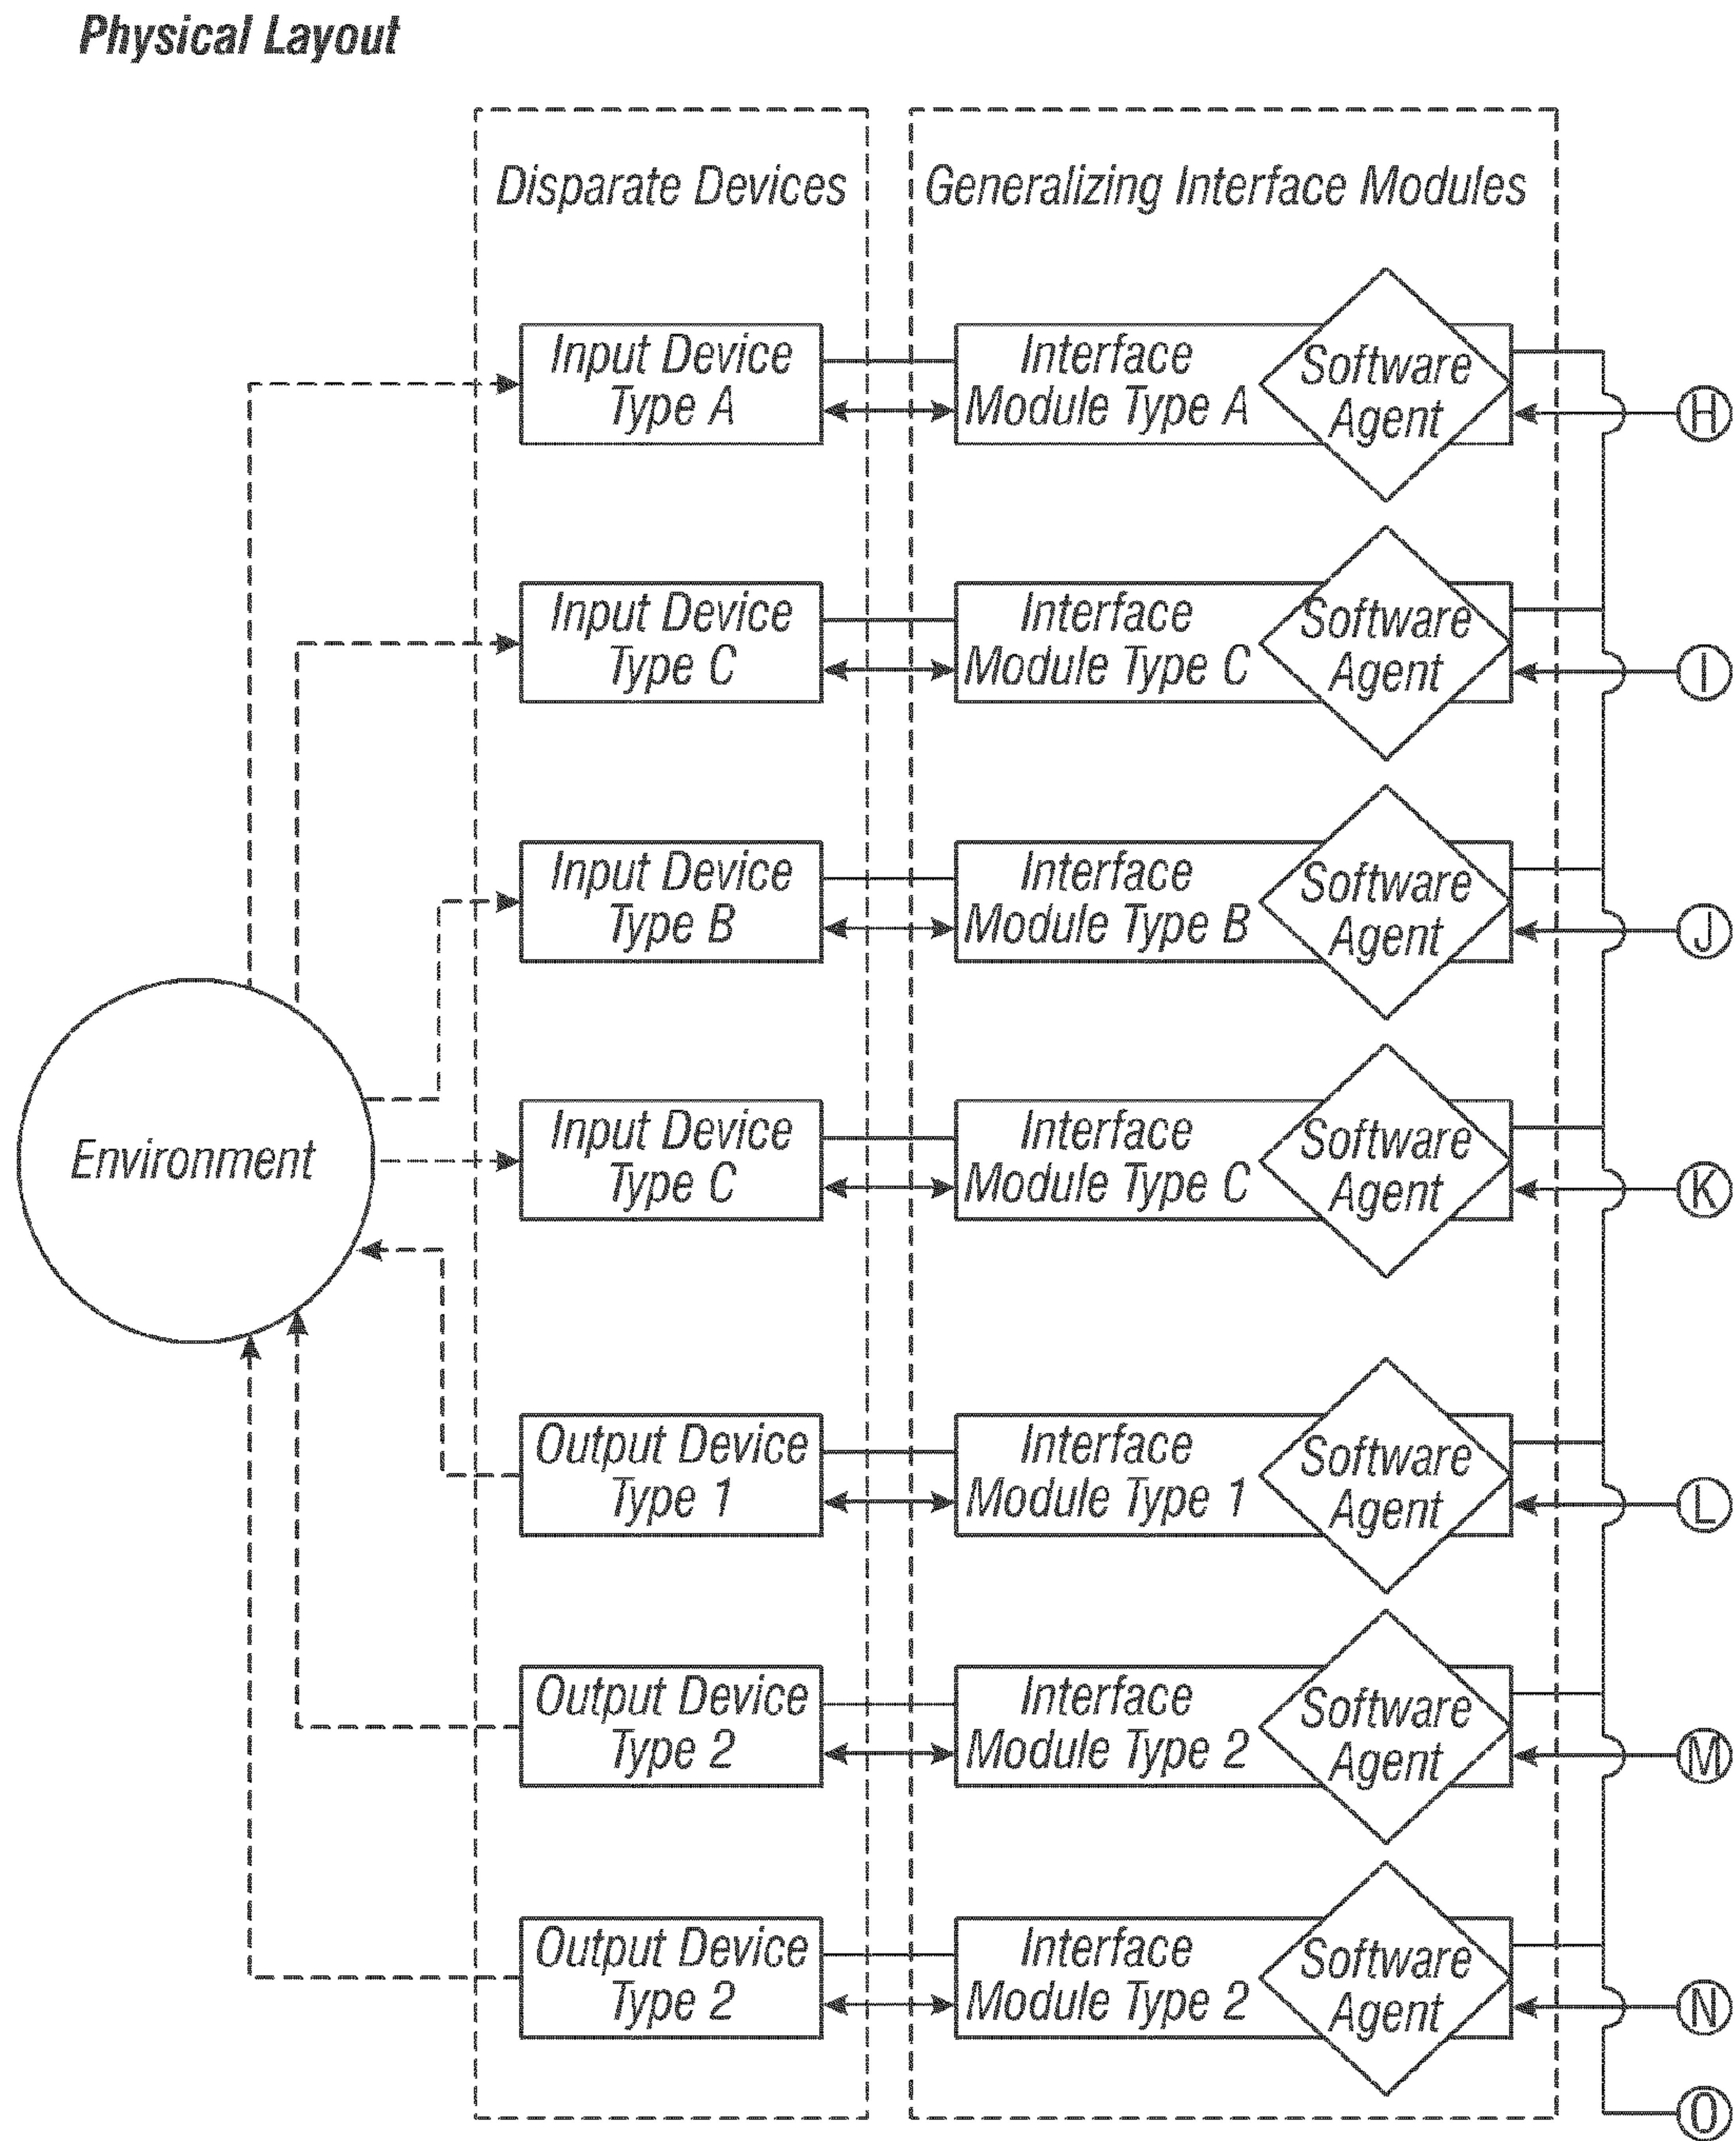 Physical Layout
Disparate Devices
Generalizing Interface Modules
Input Device
Type A
Interface
Module Type A
Software
Agent
H
Input Device
Type C
Interface
Module Type C
Software
Agent
I
Input Device
Type B
Interface
Module Type B
Software
Agent
J
Environment
Input Device
Type C
Interface
Module Type C
Software
Agent
K
Output Device
Type 1
Interface
Module Type 1
Software
Agent
L
Output Device
Type 2
Interface
Module Type 2
Software
Agent
M
Output Device
Type 2
Interface
Module Type 2
Software
Agent
N
O